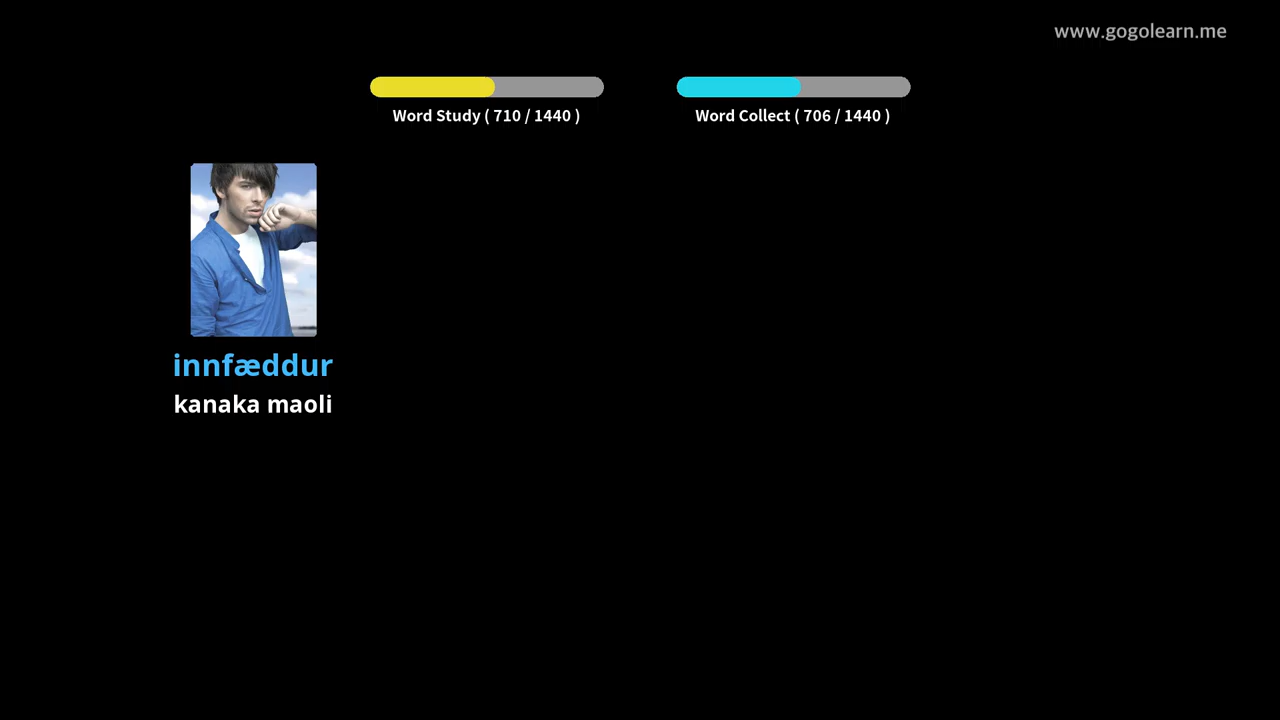 www.gogolearn.me
Word Study ( 710 / 1440 )
Word Collect ( 706 / 1440 )
innfæddur
kanaka maoli